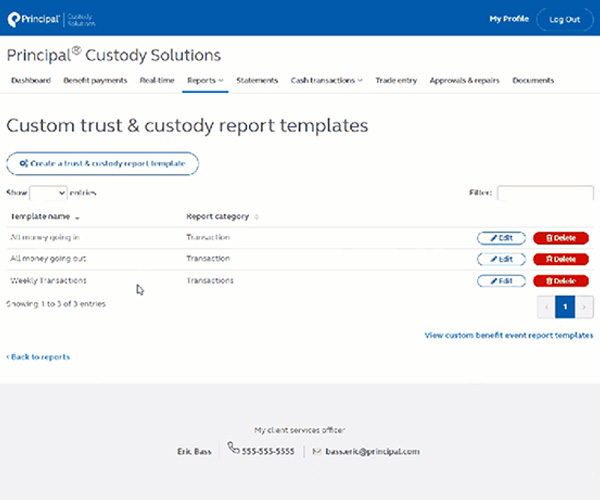 Principal® Custody Solutions My Profile Log Out
Principal® Custody Solutions
Dashboard Benefit payments Real-time Reports Statements Cash transactions Trade entry Approvals & repairs Documents
Custom trust & custody report templates
Create a trust & custody report template
Show entries Filter:
Template name Report category
All money going in Transaction Edit Delete
All money going out Transaction Edit Delete
Weekly Transactions Transactions Edit Delete
Showing 1 to 3 of 3 entries ‹ 1 ›
View custom benefit event report templates
‹ Back to reports
My client services officer
Eric Bass 555-555-5555 bass.eric@principal.com